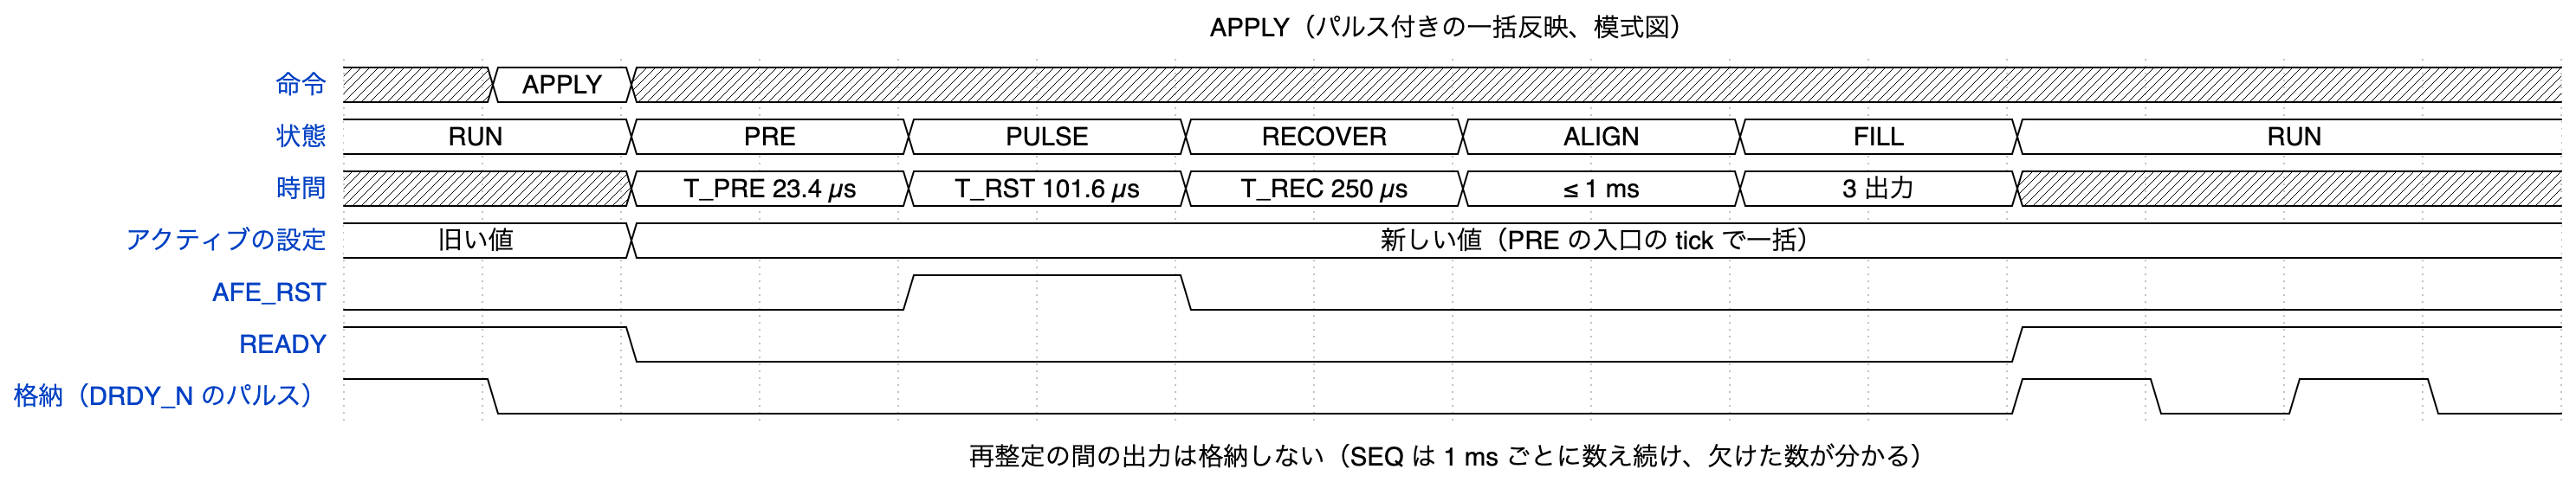 APPLY（パルス付きの一括反映、模式図）
命令 APPLY
状態 RUN PRE PULSE RECOVER ALIGN FILL RUN
時間 T_PRE 23.4 µs T_RST 101.6 µs T_REC 250 µs ≤ 1 ms 3 出力
アクティブの設定 旧い値 新しい値（PRE の入口の tick で一括）
AFE_RST
READY
格納（DRDY_N のパルス）
再整定の間の出力は格納しない（SEQ は 1 ms ごとに数え続け、欠けた数が分かる）